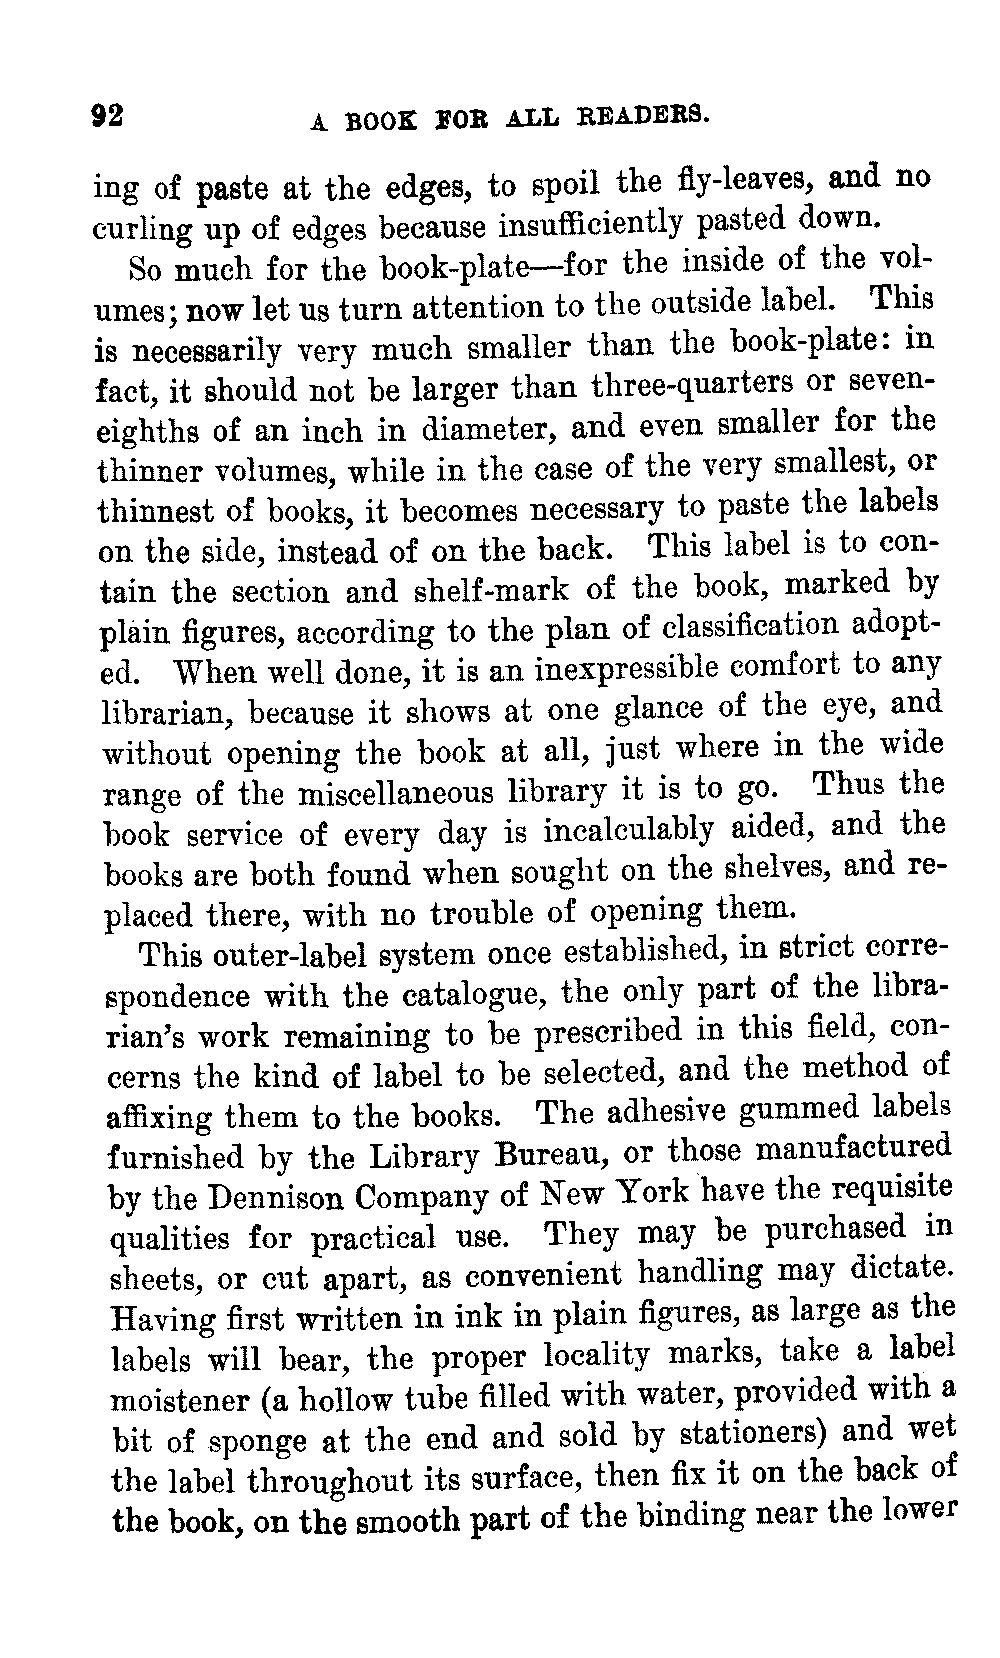 92 A BOOK FOR ALL READERS.
ing of paste at the edges, to spoil the fly-leaves, and no
curling up of edges because insufficiently pasted down.
So much for the book-plate—for the inside of the vol-
umes; now let us turn attention to the outside label. This
is necessarily very much smaller than the book-plate: in
fact, it should not be larger than three-quarters or seven-
eighths of an inch in diameter, and even smaller for the
thinner volumes, while in the case of the very smallest, or
thinnest of books, it becomes necessary to paste the labels
on the side, instead of on the back. This label is to con-
tain the section and shelf-mark of the book, marked by
plain figures, according to the plan of classification adopt-
ed. When well done, it is an inexpressible comfort to any
librarian, because it shows at one glance of the eye, and
without opening the book at all, just where in the wide
range of the miscellaneous library it is to go. Thus the
book service of every day is incalculably aided, and the
books are both found when sought on the shelves, and re-
placed there, with no trouble of opening them.
This outer-label system once established, in strict corre-
spondence with the catalogue, the only part of the libra-
rian's work remaining to be prescribed in this field, con-
cerns the kind of label to be selected, and the method of
affixing them to the books. The adhesive gummed labels
furnished by the Library Bureau, or those manufactured
by the Dennison Company of New York have the requisite
qualities for practical use. They may be purchased in
sheets, or cut apart, as convenient handling may dictate.
Having first written in ink in plain figures, as large as the
labels will bear, the proper locality marks, take a label
moistener (a hollow tube filled with water, provided with a
bit of sponge at the end and sold by stationers) and wet
the label throughout its surface, then fix it on the back of
the book, on the smooth part of the binding near the lower